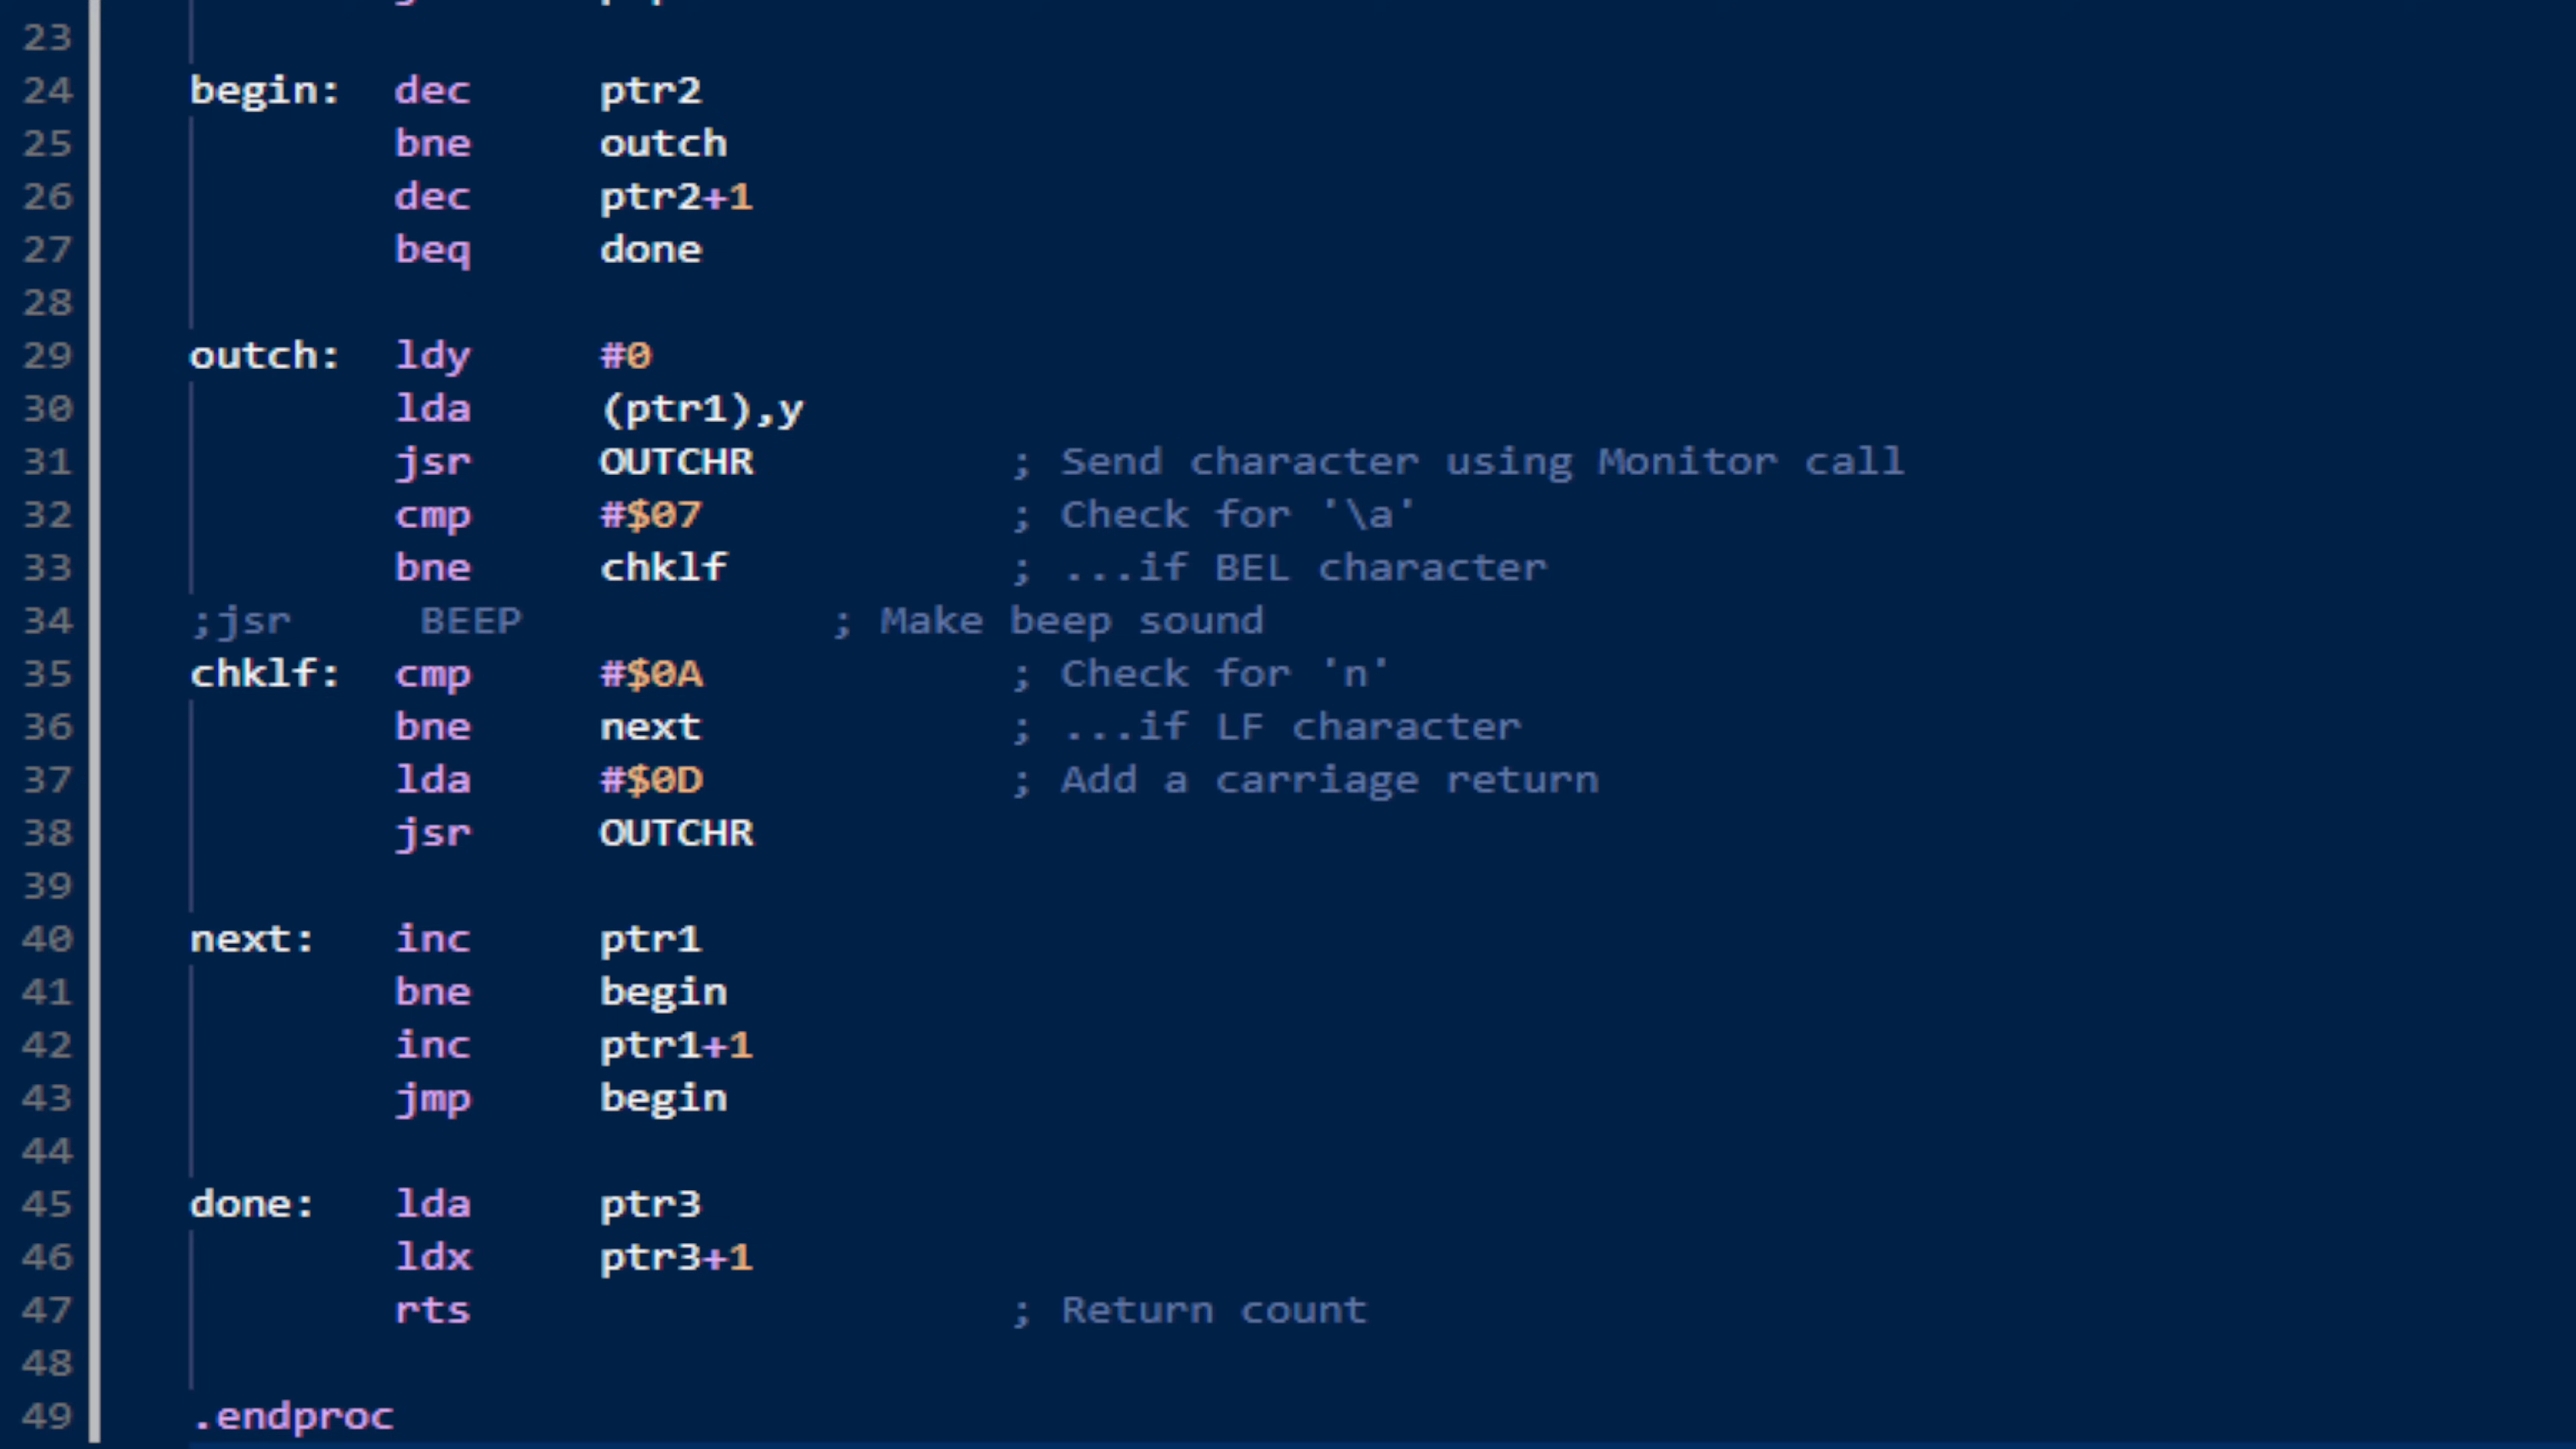 23
24 begin: dec ptr2
25 bne outch
26 dec ptr2+1
27 beq done
28
29 outch: ldy #0
30 lda (ptr1),y
31 jsr OUTCHR ; Send character using Monitor call
32 cmp #$07 ; Check for '\a'
33 bne chklf ; ...if BEL character
34 ;jsr BEEP ; Make beep sound
35 chklf: cmp #$0A ; Check for 'n'
36 bne next ; ...if LF character
37 lda #$0D ; Add a carriage return
38 jsr OUTCHR
39
40 next: inc ptr1
41 bne begin
42 inc ptr1+1
43 jmp begin
44
45 done: lda ptr3
46 ldx ptr3+1
47 rts ; Return count
48
49 .endproc